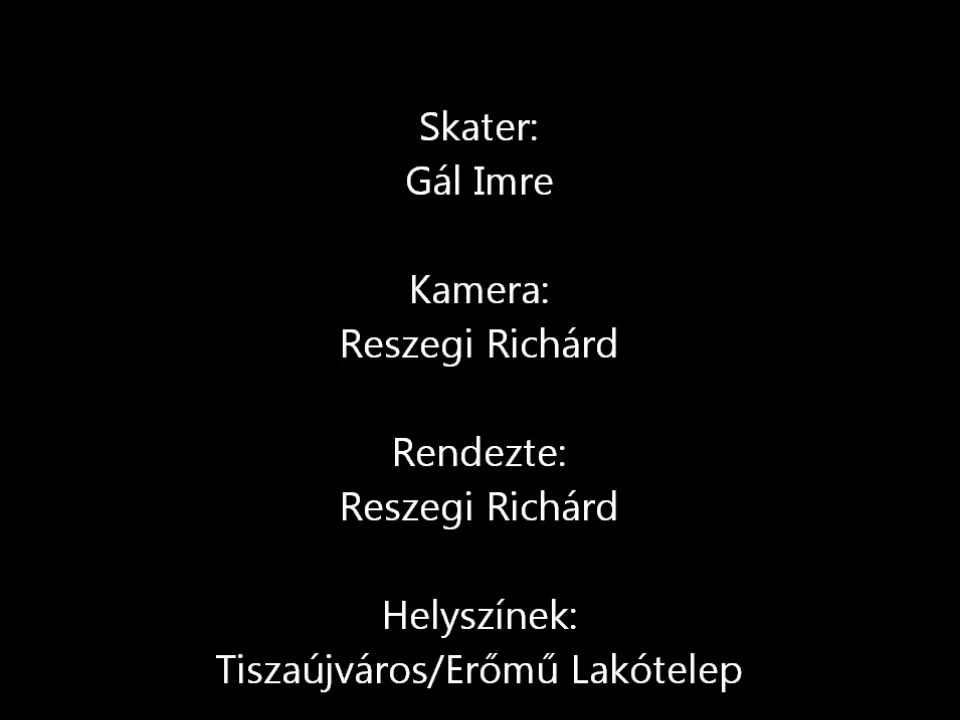 Skater:
Gál Imre
Kamera:
Reszegi Richárd
Rendezte:
Reszegi Richárd
Helyszínek:
Tiszaújváros/Erőmű Lakótelep